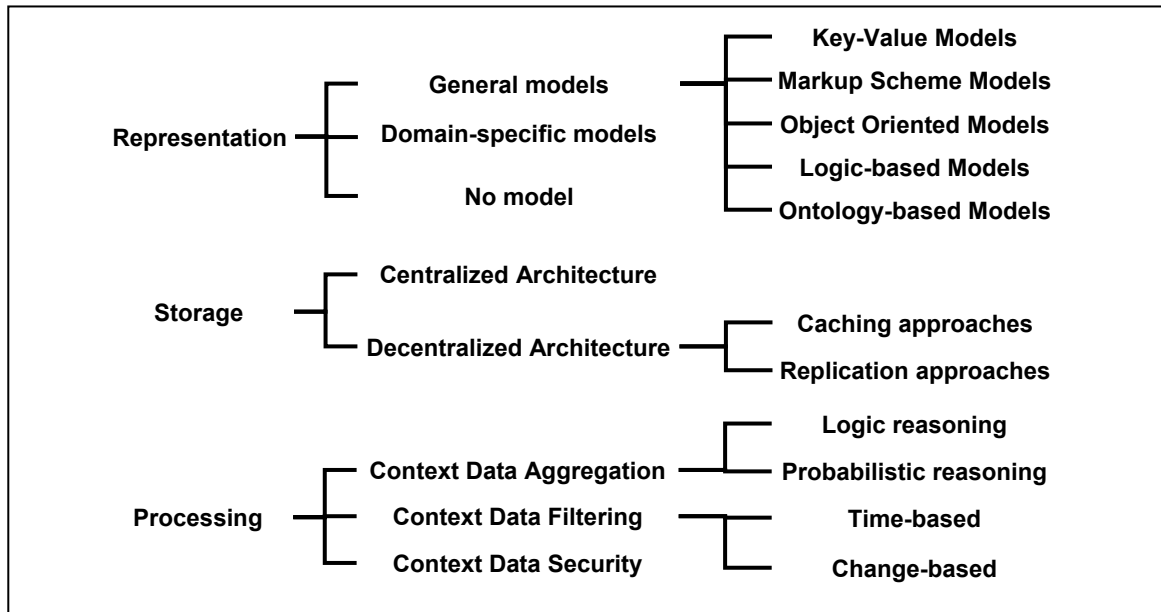 Key-Value Models
General models
Markup Scheme Models
Representation
Domain-specific models
Object Oriented Models
No model
Logic-based Models
Ontology-based Models
Storage
Centralized Architecture
Decentralized Architecture
Caching approaches
Replication approaches
Processing
Context Data Aggregation
Logic reasoning
Probabilistic reasoning
Context Data Filtering
Time-based
Change-based
Context Data Security